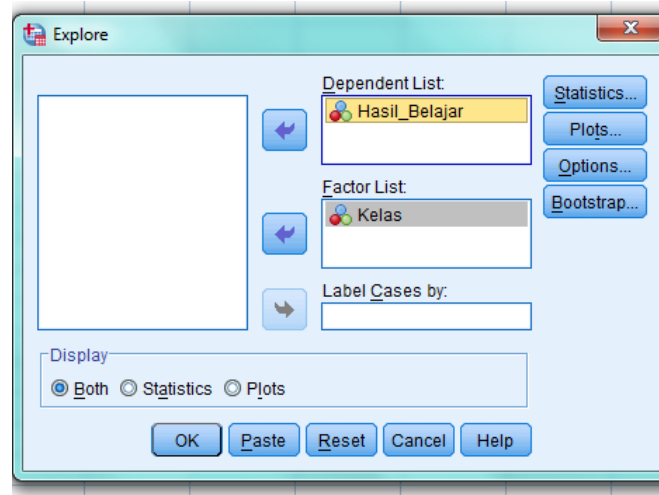 Explore
Dependent List:
Hasil_Belajar
Statistics...
Plots...
Options...
Bootstrap...
Factor List:
Kelas
Label Cases by:
Display
Both Statistics Plots
OK Paste Reset Cancel Help